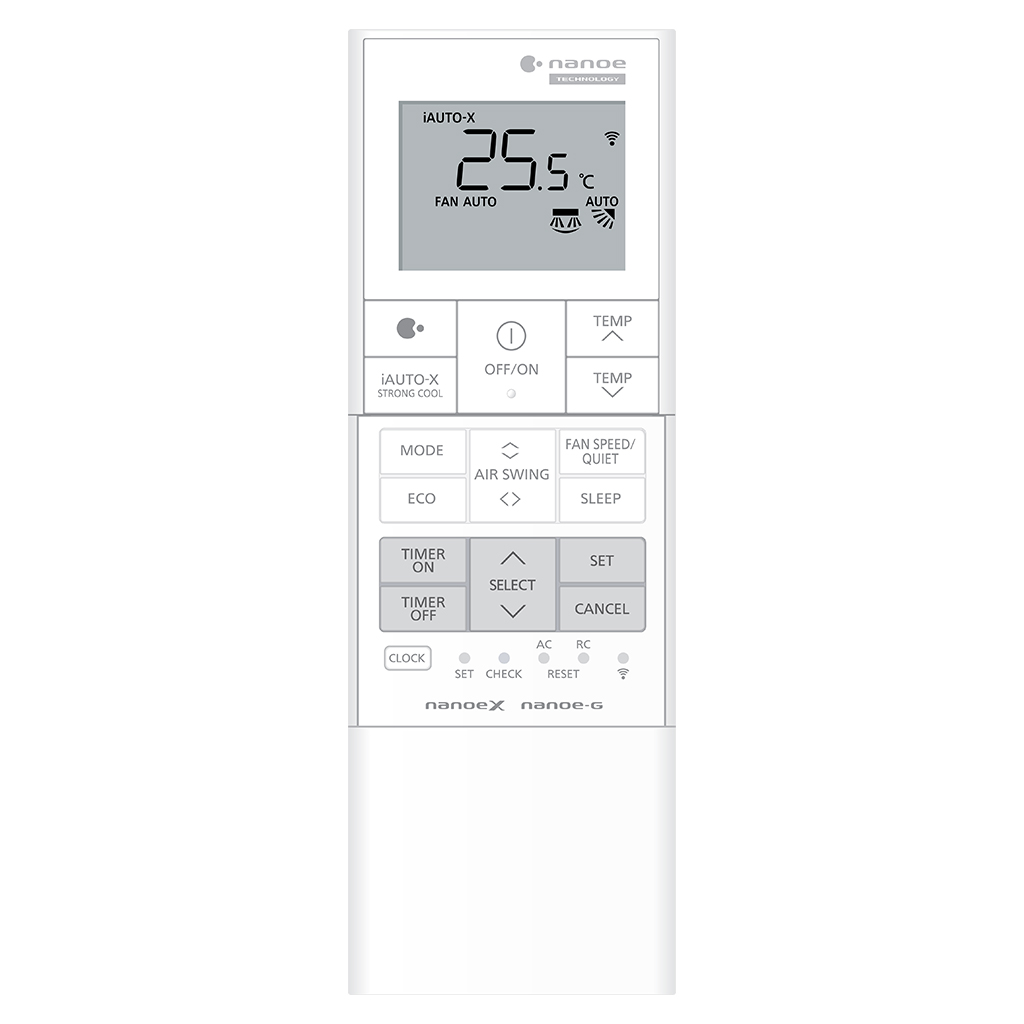 nanoe
TECHNOLOGY
iAUTO-X
25.5 °C
FAN AUTO AUTO
TEMP
OFF/ON
iAUTO-X
STRONG COOL
TEMP
MODE
AIR SWING
FAN SPEED/
QUIET
ECO
SLEEP
TIMER
ON
SELECT
SET
TIMER
OFF
CANCEL
CLOCK
AC RC
SET CHECK RESET
nanoeX nanoe-G